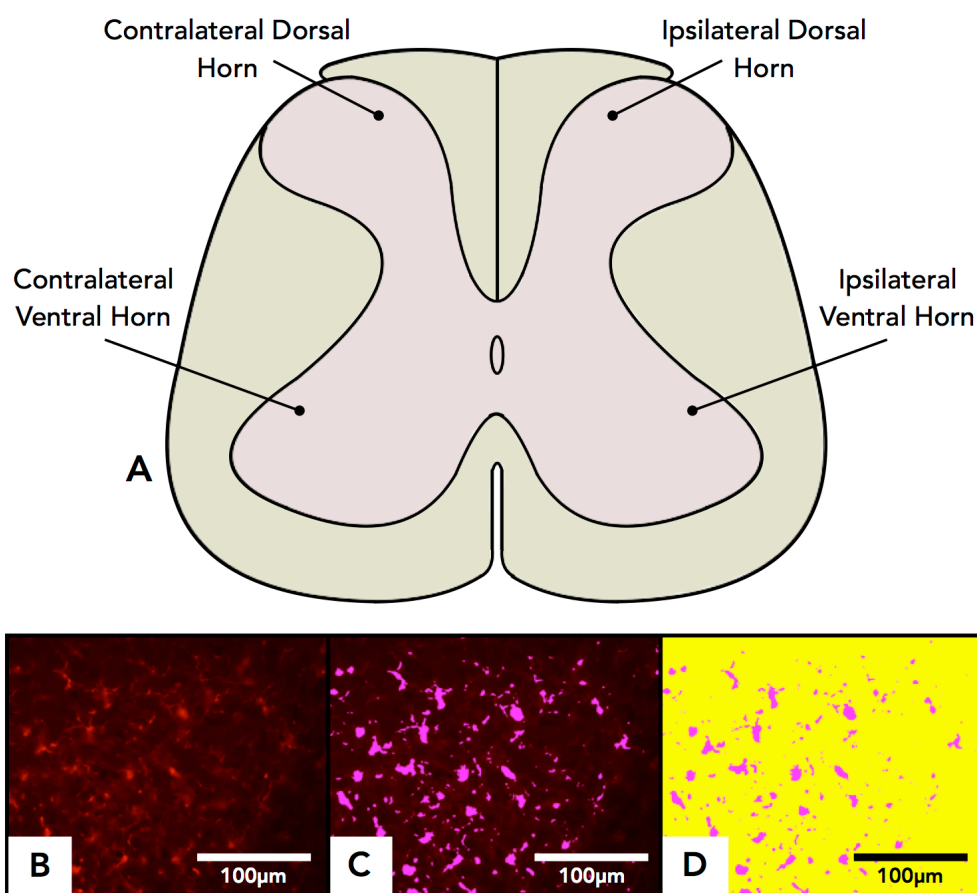 Contralateral Dorsal
Horn
Ipsilateral Dorsal
Horn
Contralateral
Ventral Horn
Ipsilateral
Ventral Horn
A
B
100µm
C
100µm
D
100µm